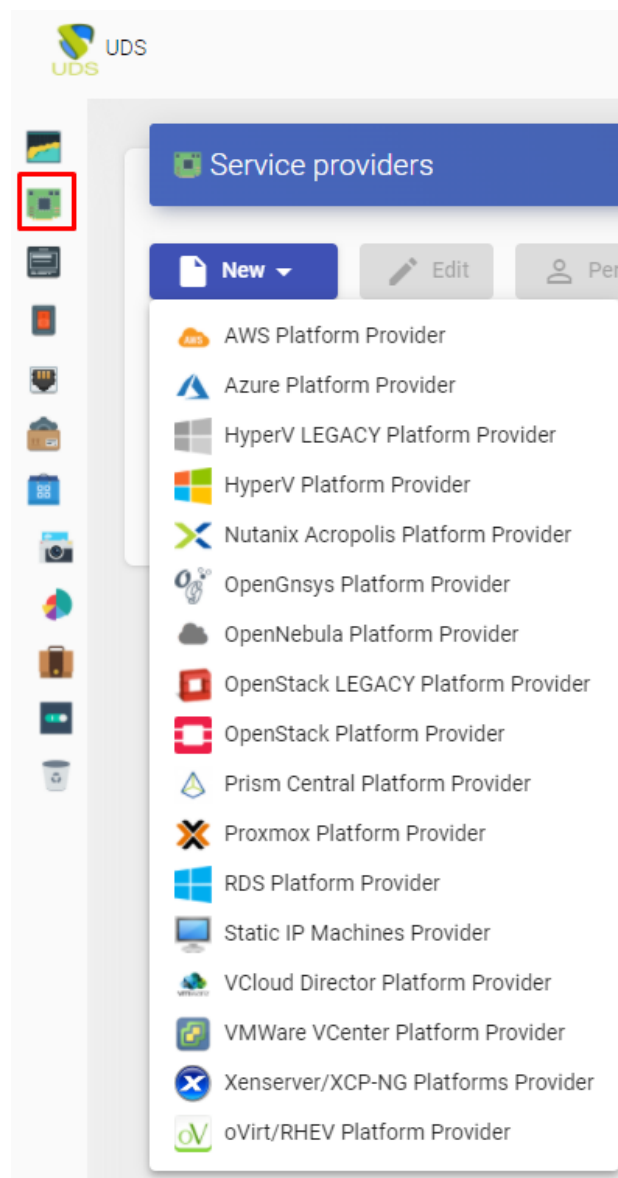 UDS
UDS
Service providers
New
Edit
Per
AWS Platform Provider
Azure Platform Provider
HyperV LEGACY Platform Provider
HyperV Platform Provider
Nutanix Acropolis Platform Provider
OpenGnsys Platform Provider
OpenNebula Platform Provider
OpenStack LEGACY Platform Provider
OpenStack Platform Provider
Prism Central Platform Provider
Proxmox Platform Provider
RDS Platform Provider
Static IP Machines Provider
VCloud Director Platform Provider
VMWare VCenter Platform Provider
Xenserver/XCP-NG Platforms Provider
oVirt/RHEV Platform Provider